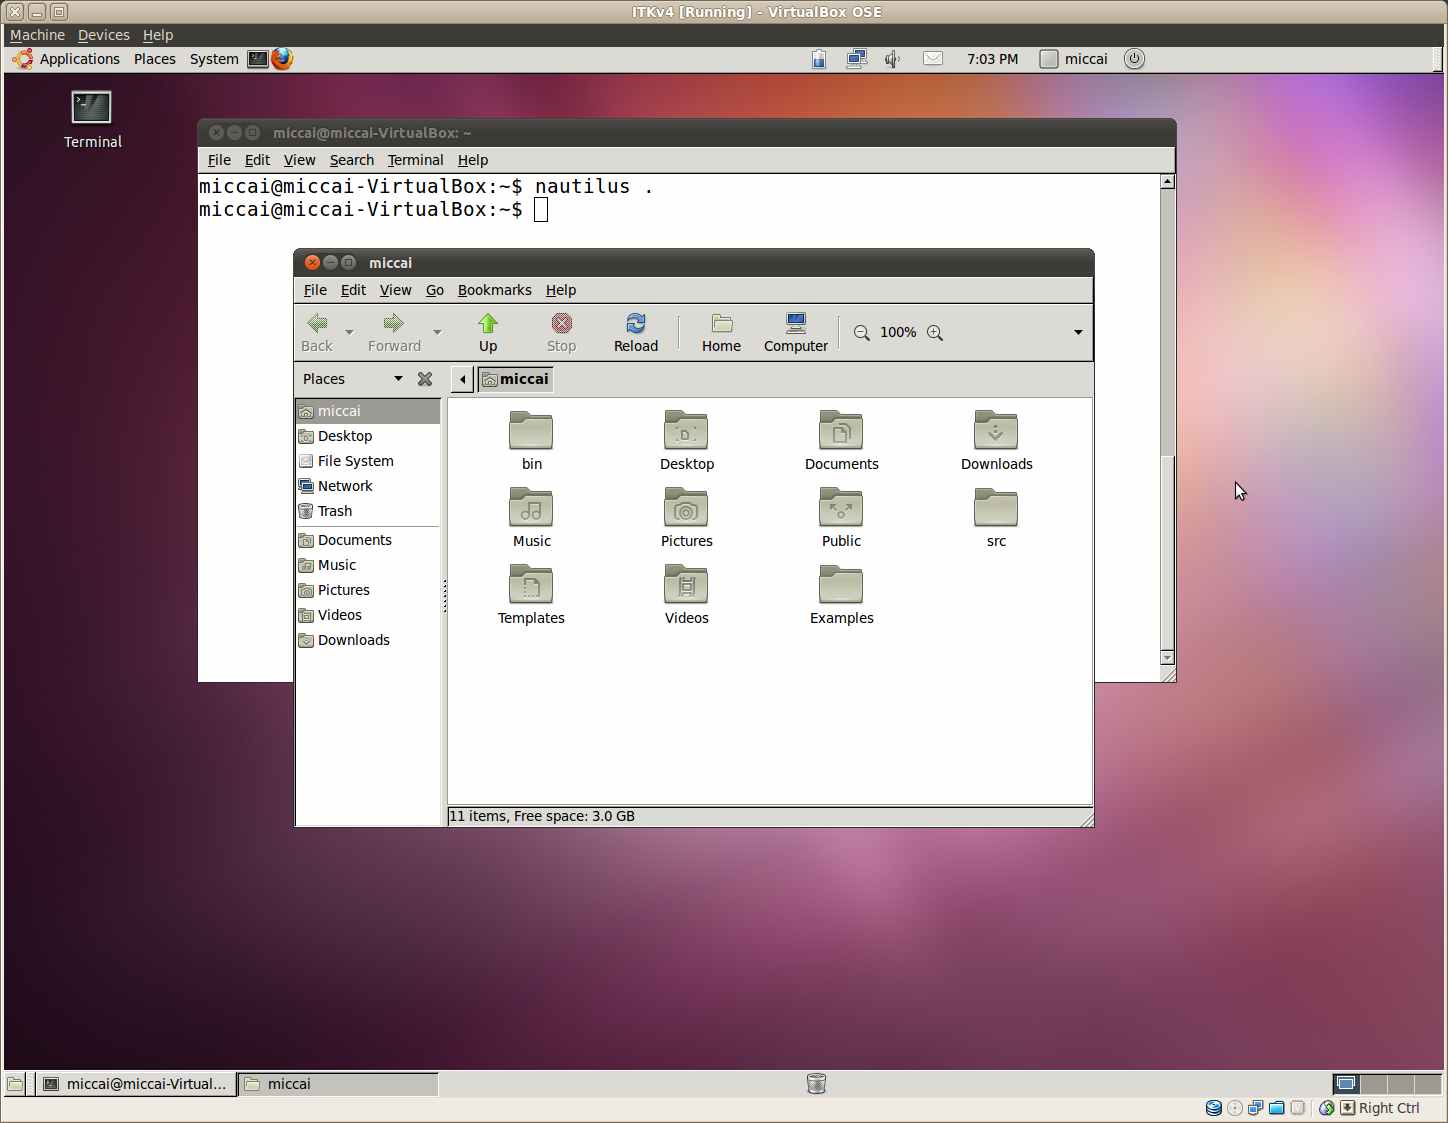 ITKv4 [Running] - VirtualBox OSE
Machine Devices Help
Applications Places System 7:03 PM miccai
Terminal
miccai@miccai-VirtualBox: ~
File Edit View Search Terminal Help
miccai@miccai-VirtualBox:~$ nautilus .
miccai@miccai-VirtualBox:~$
miccai
File Edit View Go Bookmarks Help
Back Forward Up Stop Reload Home Computer 100%
Places miccai
miccai
Desktop
File System
Network
Trash
Documents
Music
Pictures
Videos
Downloads
bin Desktop Documents Downloads
Music Pictures Public src
Templates Videos Examples
11 items, Free space: 3.0 GB
miccai@miccai-Virtual... miccai
Right Ctrl